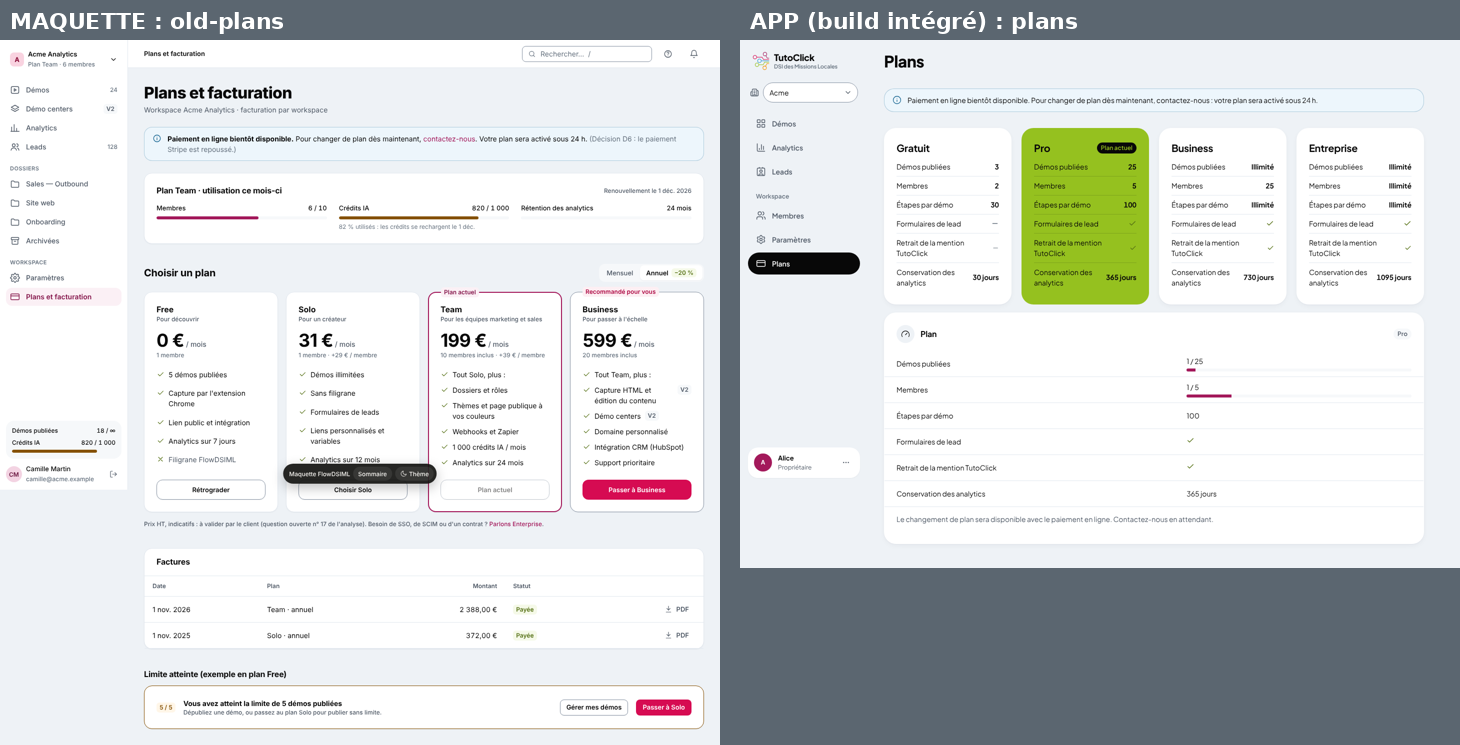 MAQUETTE : old-plans
A
Acme Analytics
Plan Team · 6 membres
Démos 24
Démo centers V2
Analytics
Leads 128
DOSSIERS
Sales — Outbound
Site web
Onboarding
Archivées
WORKSPACE
Paramètres
Plans et facturation
Démos publiées 18 / ∞
Crédits IA 820 / 1 000
CM
Camille Martin
camille@acme.example
Plans et facturation
Rechercher... /
Plans et facturation
Workspace Acme Analytics · facturation par workspace
Paiement en ligne bientôt disponible. Pour changer de plan dès maintenant, contactez-nous. Votre plan sera activé sous 24 h. (Décision D6 : le paiement
Stripe est repoussé.)
Plan Team · utilisation ce mois-ci
Renouvellement le 1 déc. 2026
Membres 6 / 10
Crédits IA 820 / 1 000
Rétention des analytics 24 mois
82 % utilisés : les crédits se rechargent le 1 déc.
Choisir un plan
Mensuel Annuel −20 %
Free
Pour découvrir
0 € / mois
1 membre
5 démos publiées
Capture par l'extension
Chrome
Lien public et intégration
Analytics sur 7 jours
Filigrane FlowDSIML
Rétrograder
Solo
Pour un créateur
31 € / mois
1 membre · +29 € / membre
Démos illimitées
Sans filigrane
Formulaires de leads
Liens personnalisés et
variables
Analytics sur 12 mois
Maquette FlowDSIML Sommaire Thème
Choisir Solo
Plan actuel
Team
Pour les équipes marketing et sales
199 € / mois
10 membres inclus · +39 € / membre
Tout Solo, plus :
Dossiers et rôles
Thèmes et page publique à
vos couleurs
Webhooks et Zapier
1 000 crédits IA / mois
Analytics sur 24 mois
Plan actuel
Recommandé pour vous
Business
Pour passer à l'échelle
599 € / mois
20 membres inclus
Tout Team, plus :
Capture HTML et V2
édition du contenu
Démo centers V2
Domaine personnalisé
Intégration CRM (HubSpot)
Support prioritaire
Passer à Business
Prix HT, indicatifs : à valider par le client (question ouverte n° 17 de l'analyse). Besoin de SSO, de SCIM ou d'un contrat ? Parlons Enterprise.
Factures
Date Plan Montant Statut
1 nov. 2026 Team · annuel 2 388,00 € Payée PDF
1 nov. 2025 Solo · annuel 372,00 € Payée PDF
Limite atteinte (exemple en plan Free)
5 / 5
Vous avez atteint la limite de 5 démos publiées
Dépubliez une démo, ou passez au plan Solo pour publier sans limite.
Gérer mes démos
Passer à Solo
APP (build intégré) : plans
TutoClick
DSI des Missions Locales
Acme
Démos
Analytics
Leads
Workspace
Membres
Paramètres
Plans
A
Alice
Propriétaire
Plans
Paiement en ligne bientôt disponible. Pour changer de plan dès maintenant, contactez-nous : votre plan sera activé sous 24 h.
Gratuit
Démos publiées 3
Membres 2
Étapes par démo 30
Formulaires de lead —
Retrait de la mention —
TutoClick
Conservation des 30 jours
analytics
Pro Plan actuel
Démos publiées 25
Membres 5
Étapes par démo 100
Formulaires de lead
Retrait de la mention
TutoClick
Conservation des 365 jours
analytics
Business
Démos publiées Illimité
Membres 25
Étapes par démo Illimité
Formulaires de lead
Retrait de la mention
TutoClick
Conservation des 730 jours
analytics
Entreprise
Démos publiées Illimité
Membres Illimité
Étapes par démo Illimité
Formulaires de lead
Retrait de la mention
TutoClick
Conservation des 1095 jours
analytics
Plan Pro
Démos publiées 1 / 25
Membres 1 / 5
Étapes par démo 100
Formulaires de lead
Retrait de la mention TutoClick
Conservation des analytics 365 jours
Le changement de plan sera disponible avec le paiement en ligne. Contactez-nous en attendant.